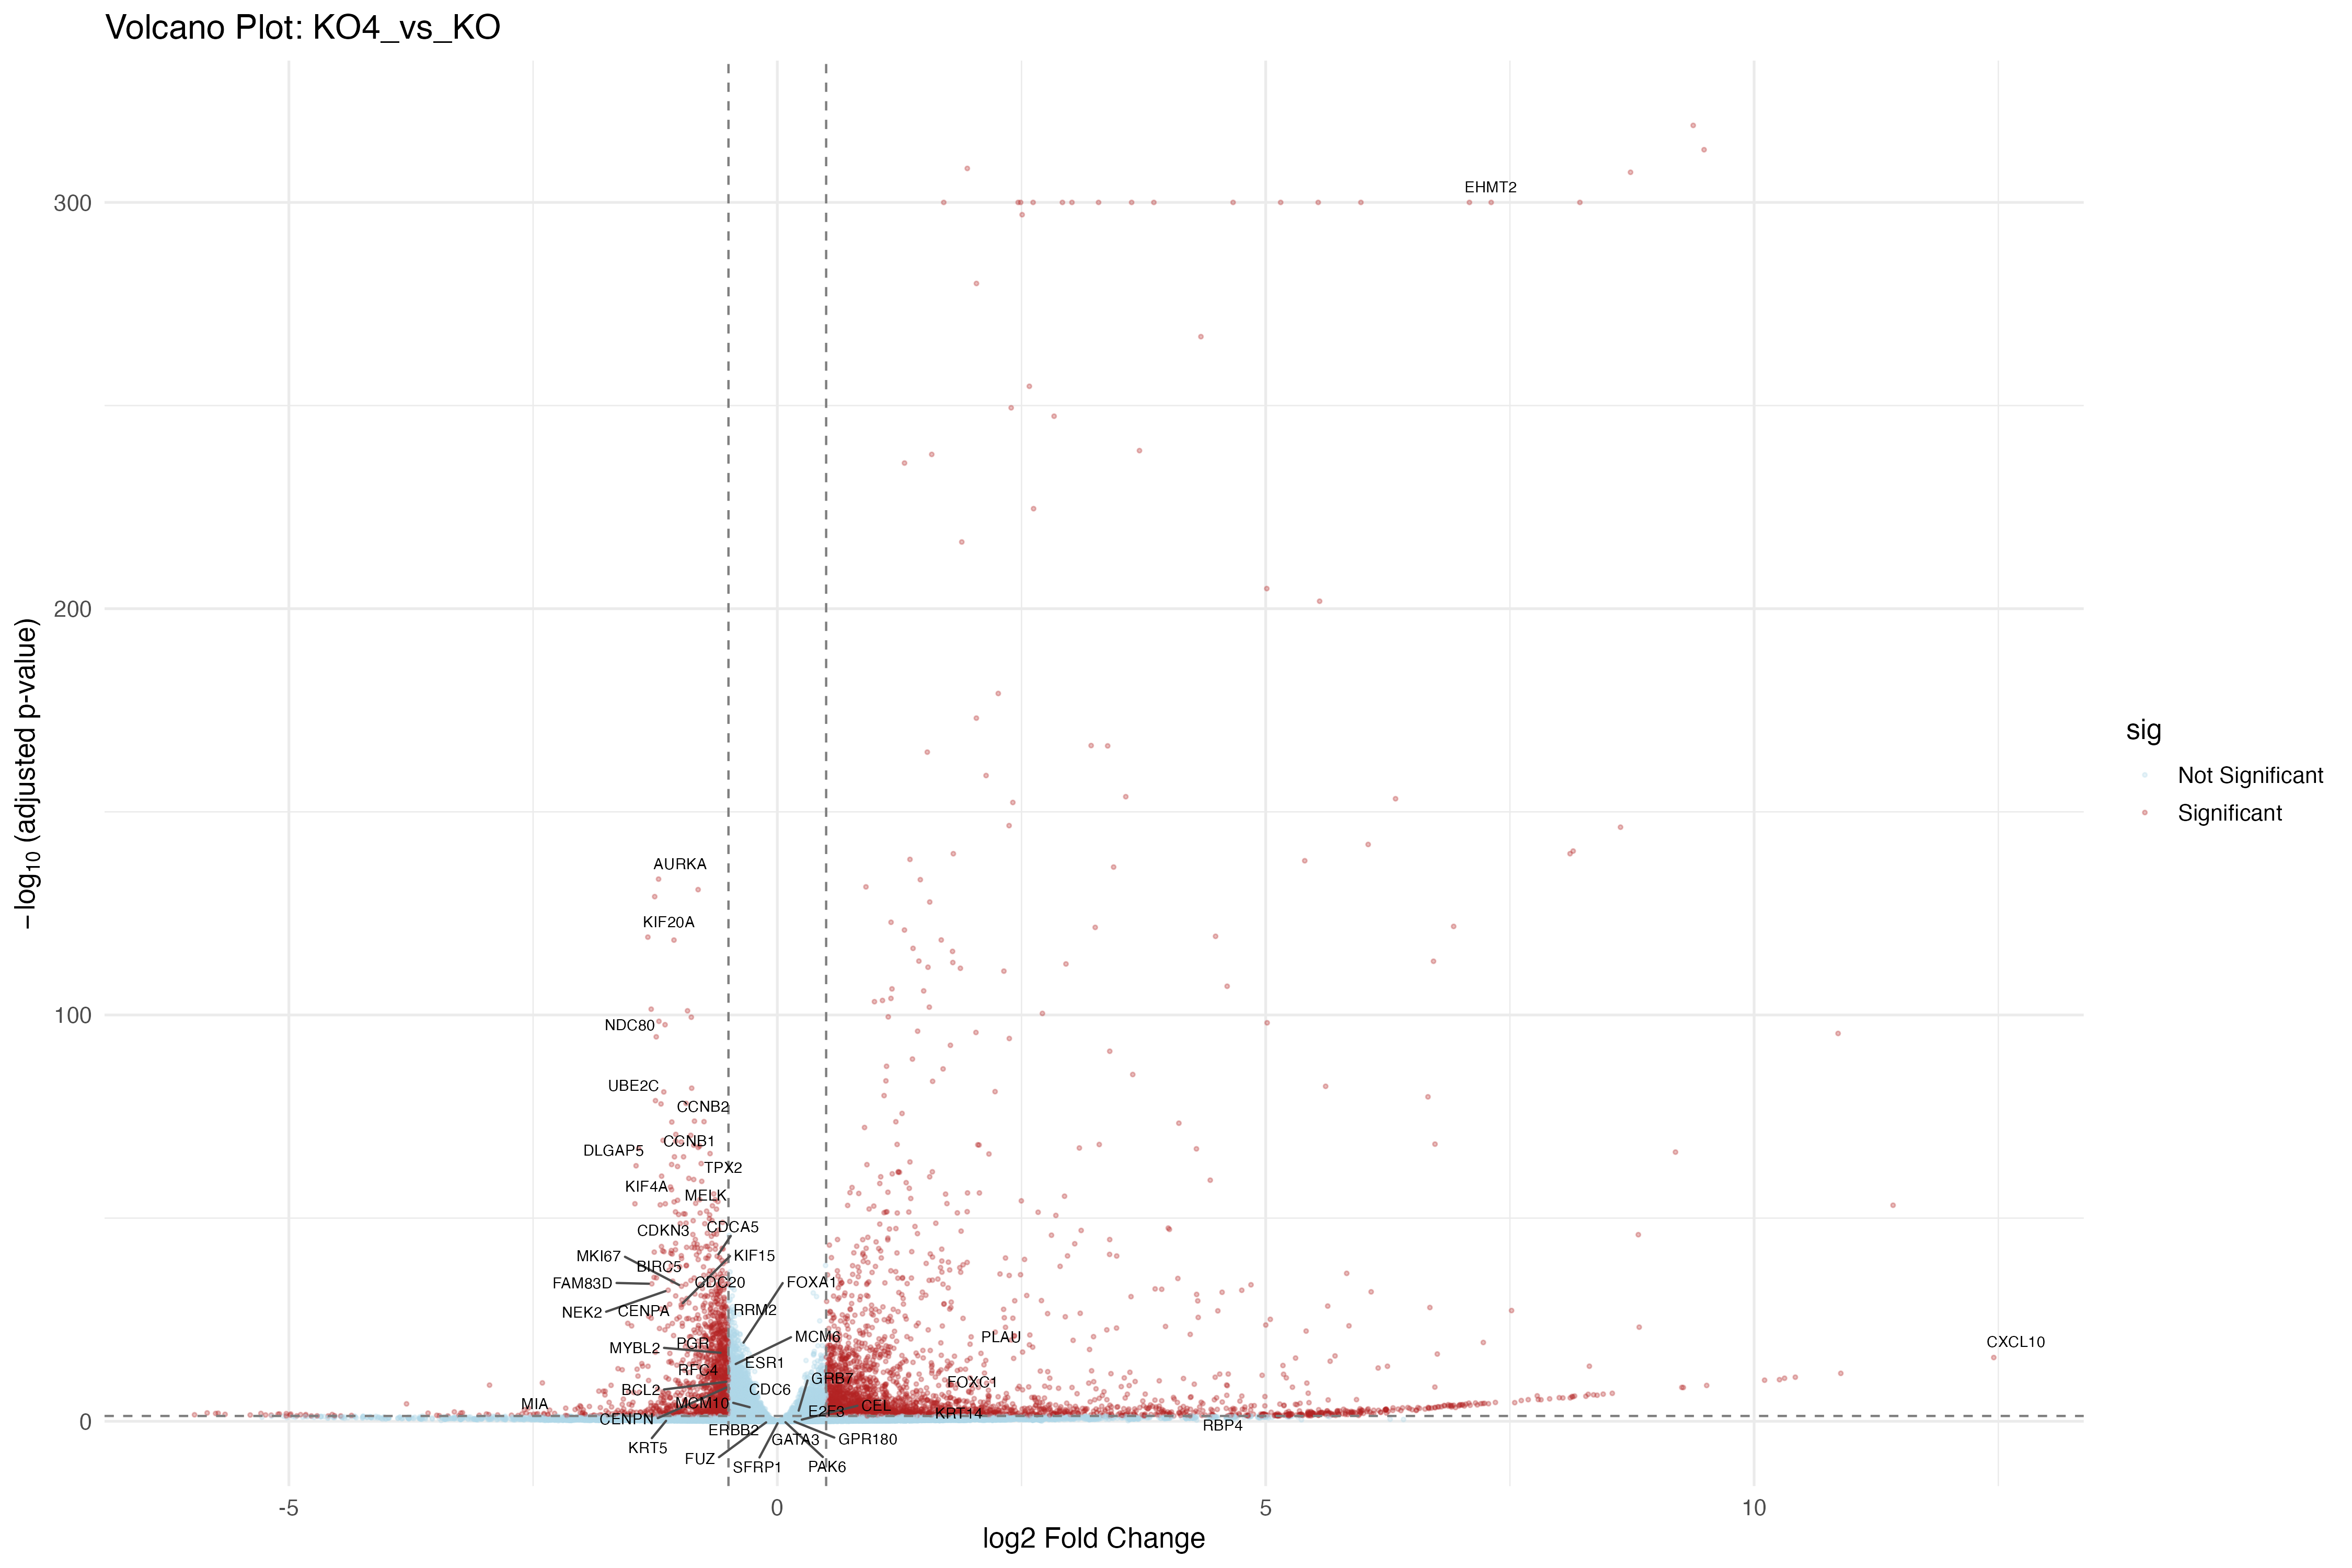 Volcano Plot: KO4_vs_KO
300
200
100
0
−log10 (adjusted p-value)
-5
0
5
10
log2 Fold Change
sig
Not Significant
Significant
EHMT2
AURKA
KIF20A
NDC80
UBE2C
CCNB2
CCNB1
DLGAP5
TPX2
KIF4A
MELK
CDKN3
CDCA5
MKI67
KIF15
BIRC5
FAM83D
CDC20
FOXA1
NEK2
CENPA
RRM2
MCM6
PLAU
CXCL10
MYBL2
PGR
ESR1
RFC4
GRB7
FOXC1
BCL2
CDC6
MIA
MCM10
E2F3
CEL
KRT14
CENPN
RBP4
ERBB2
GATA3
GPR180
KRT5
FUZ
SFRP1
PAK6